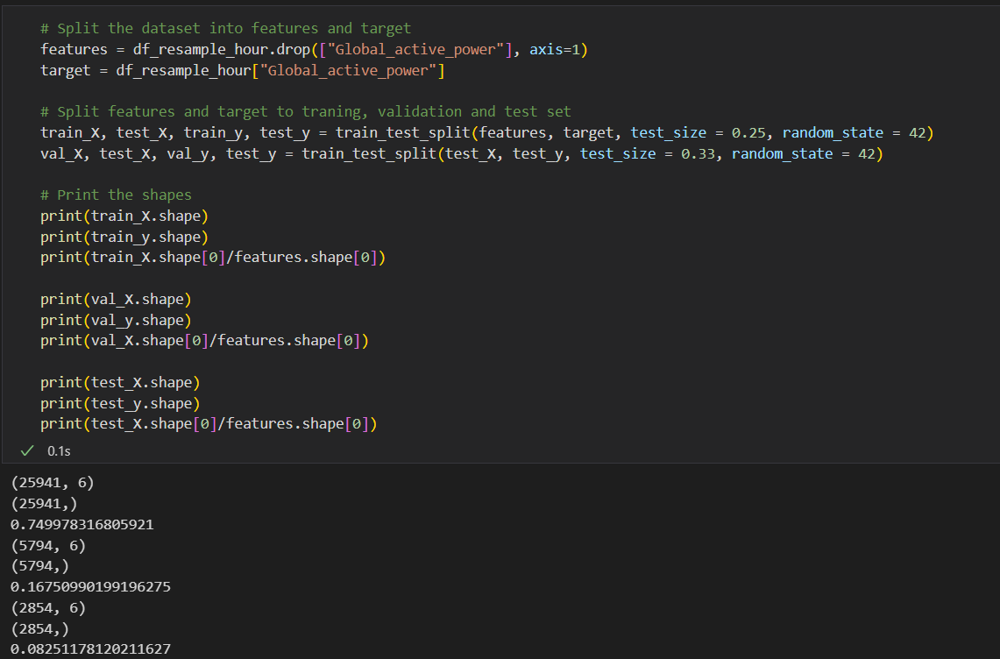 # Split the dataset into features and target
features = df_resample_hour.drop(["Global_active_power"], axis=1)
target = df_resample_hour["Global_active_power"]
# Split features and target to traning, validation and test set
train_X, test_X, train_y, test_y = train_test_split(features, target, test_size = 0.25, random_state = 42)
val_X, test_X, val_y, test_y = train_test_split(test_X, test_y, test_size = 0.33, random_state = 42)
# Print the shapes
print(train_X.shape)
print(train_y.shape)
print(train_X.shape[0]/features.shape[0])
print(val_X.shape)
print(val_y.shape)
print(val_X.shape[0]/features.shape[0])
print(test_X.shape)
print(test_y.shape)
print(test_X.shape[0]/features.shape[0])
✓ 0.1s
(25941, 6)
(25941,)
0.749978316805921
(5794, 6)
(5794,)
0.16750990199196275
(2854, 6)
(2854,)
0.08251178120211627